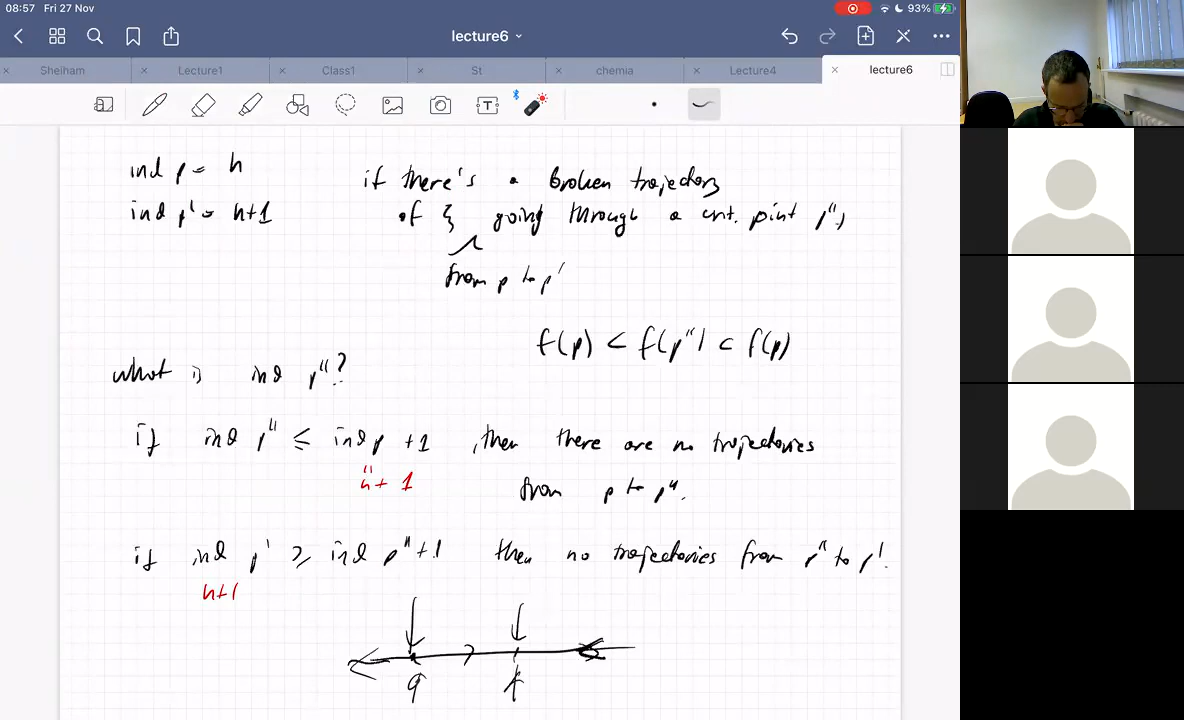 08:57 Fri 27 Nov
93%
lecture6
Sheiham
Lecture1
Class1
St
chemia
Lecture4
lecture6
T
ind p = n
ind p' = n+1
if there's a broken trajectory
of ξ going through a crit. point p'',
from p to p'
f(p) < f(p'') < f(p)
what is ind p''?
if ind p'' ≤ ind p +1, then there are no trajectories
" n+1
from p to p''.
if ind p' ≥ ind p''+1 then no trajectories from p'' to p'.
n+1
q